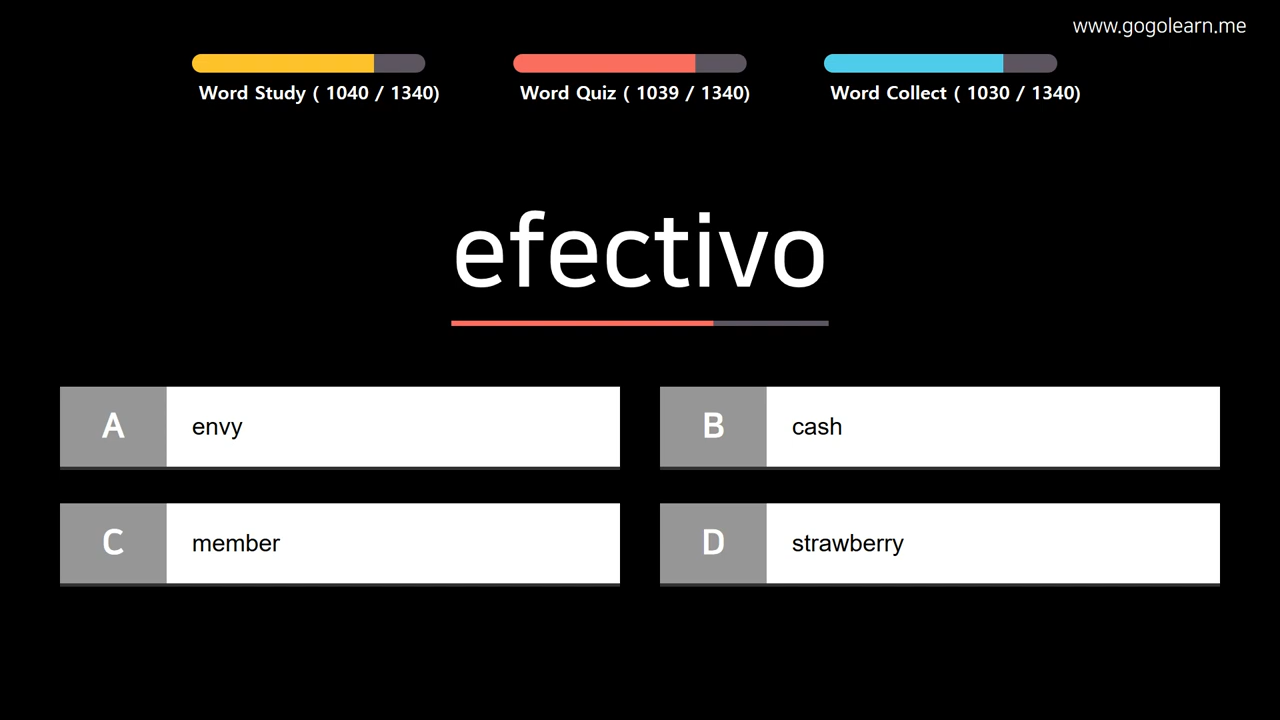 www.gogolearn.me
Word Study ( 1040 / 1340)
Word Quiz ( 1039 / 1340)
Word Collect ( 1030 / 1340)
efectivo
A envy
B cash
C member
D strawberry